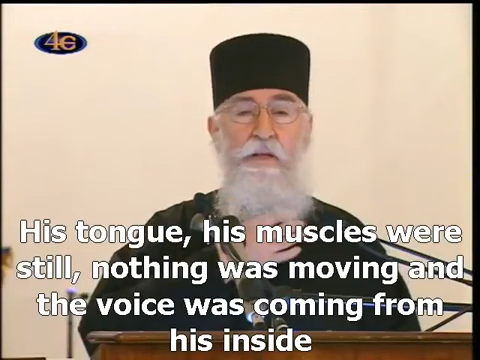 4E
His tongue, his muscles were
still, nothing was moving and
the voice was coming from
his inside